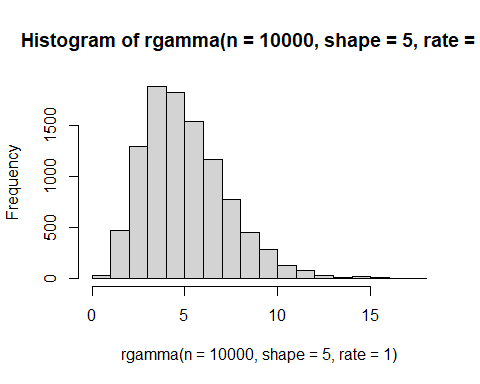 Histogram of rgamma(n = 10000, shape = 5, rate =
Frequency
1500
1000
500
0
0 5 10 15
rgamma(n = 10000, shape = 5, rate = 1)